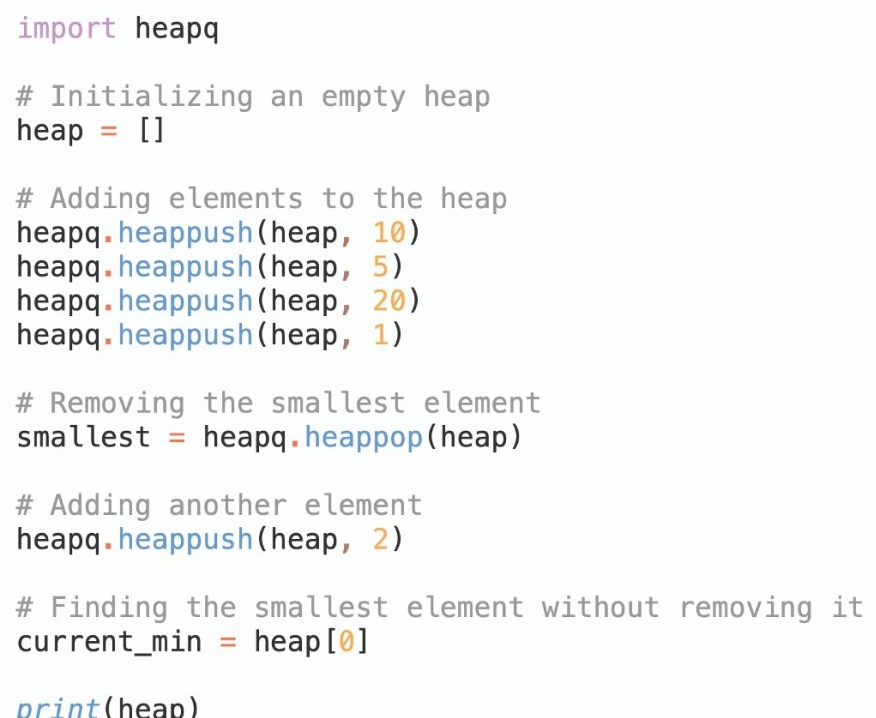 import heapq
# Initializing an empty heap
heap = []
# Adding elements to the heap
heapq.heappush(heap, 10)
heapq.heappush(heap, 5)
heapq.heappush(heap, 20)
heapq.heappush(heap, 1)
# Removing the smallest element
smallest = heapq.heappop(heap)
# Adding another element
heapq.heappush(heap, 2)
# Finding the smallest element without removing it
current_min = heap[0]
print(heap)